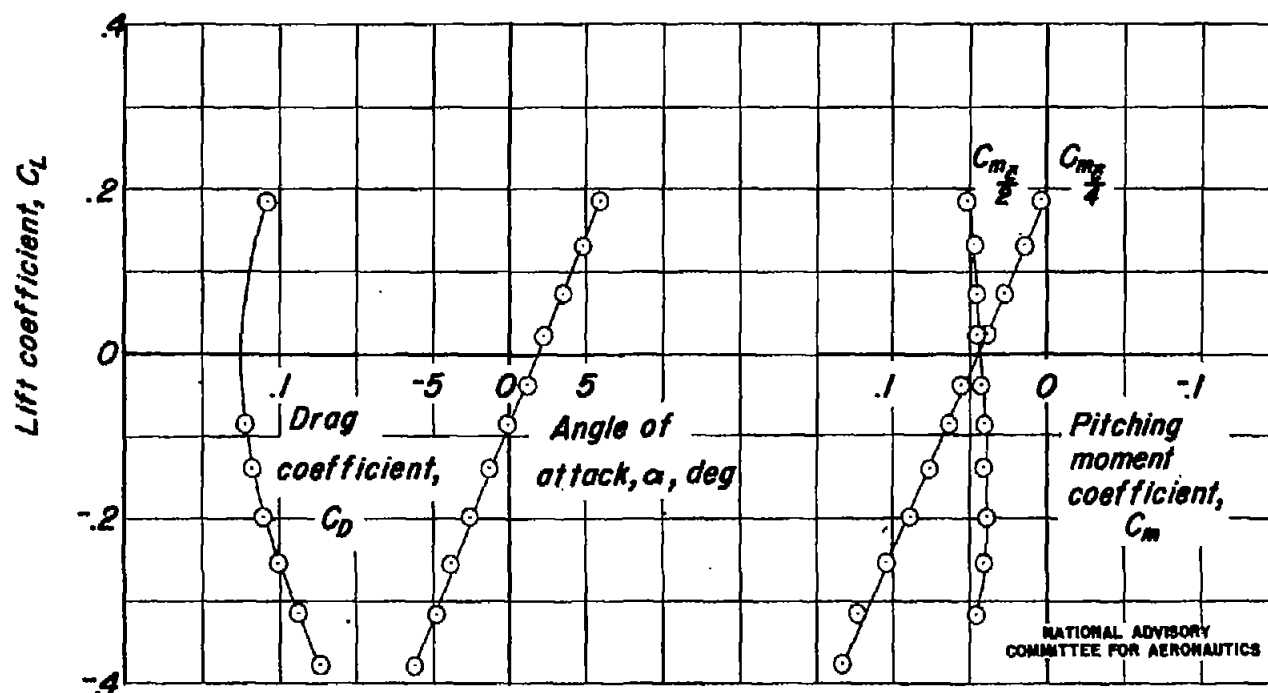 .4
.2
0
-.2
-.4
Lift coefficient, C_L
.1
-5 0 5
.1 0 -.1
Drag
coefficient,
C_D
Angle of
attack, α, deg
C_m c̄/2
C_m c̄/4
Pitching
moment
coefficient,
C_m
NATIONAL ADVISORY
COMMITTEE FOR AERONAUTICS